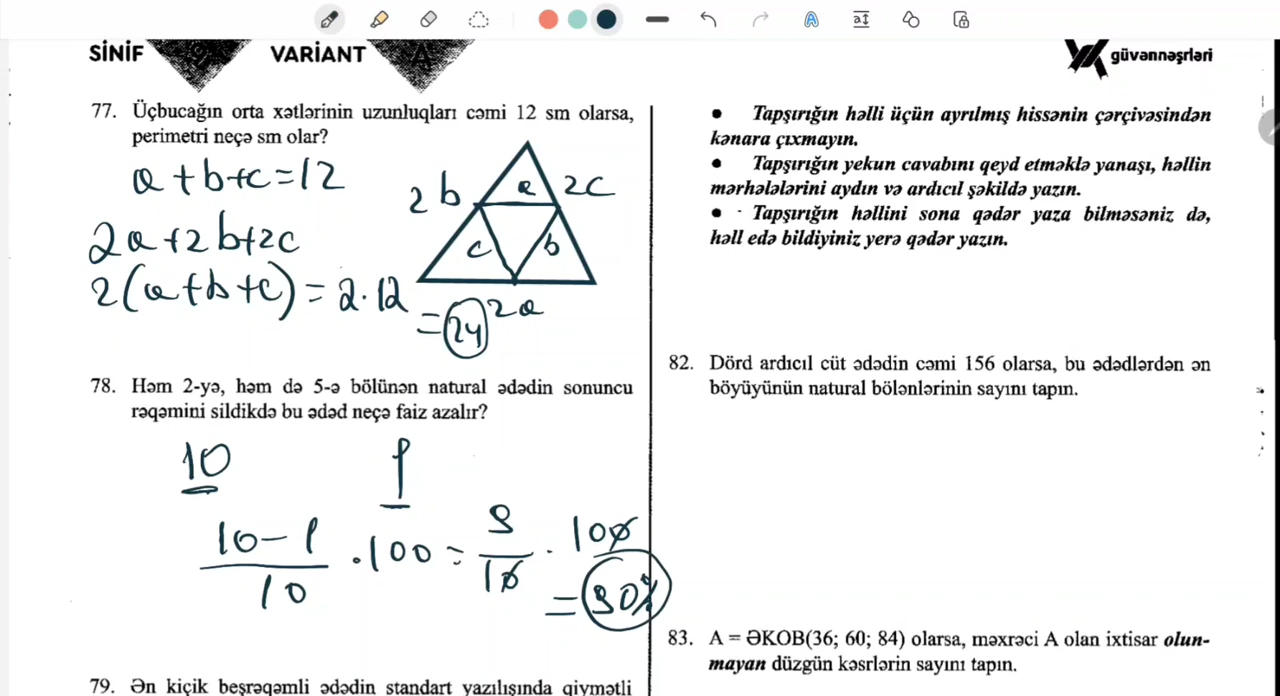 SİNİF
VARİANT
güvənnəşrləri
77. Üçbucağın orta xətlərinin uzunluqları cəmi 12 sm olarsa,
perimetri neçə sm olar?
a+b+c=12
2a+2b+2c
2(a+b+c)=2·12
=24
2b
a
2c
c
b
2a
78. Həm 2-yə, həm də 5-ə bölünən natural ədədin sonuncu
rəqəmini sildikdə bu ədəd neçə faiz azalır?
10 1
10-1
10
·100=
9
10
· 100
=90%
79. Ən kiçik beşrəqəmli ədədin standart yazılışında qiymətli
• Tapşırığın həlli üçün ayrılmış hissənin çərçivəsindən
kənara çıxmayın.
• Tapşırığın yekun cavabını qeyd etməklə yanaşı, həllin
mərhələlərini aydın və ardıcıl şəkildə yazın.
• Tapşırığın həllini sona qədər yaza bilməsəniz də,
həll edə bildiyiniz yerə qədər yazın.
82. Dörd ardıcıl cüt ədədin cəmi 156 olarsa, bu ədədlərdən ən
böyüyünün natural bölənlərinin sayını tapın.
83. A = ƏKOB(36; 60; 84) olarsa, məxrəci A olan ixtisar olun-
mayan düzgün kəsrlərin sayını tapın.